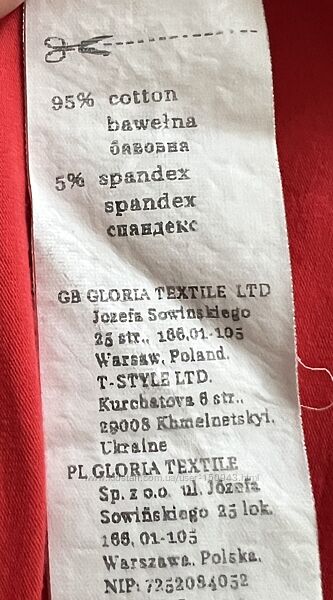 95% cotton
bawełna
бавовна
5% spandex
spandex
спандекс
GB GLORIA TEXTILE LTD
Jozefa Sowinskiego
25 str., 166,01-105
Warsaw, Poland.
T-STYLE LTD.
Kurchatova 8 str.,
29008 Khmelnetskyi,
Ukraine
PL GLORIA TEXTILE
Sp. z o.o. ul. Józefa
Sowińskiego 25 lok.
166, 01-105
Warszawa, Polska,
NIP: 7252084052